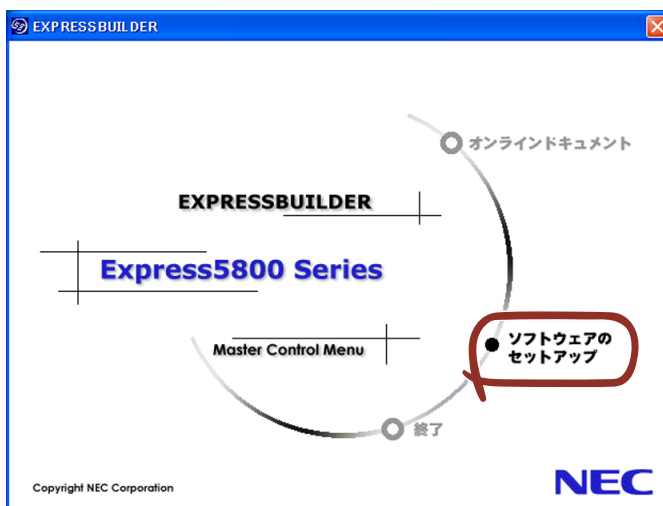 EXPRESSBUILDER
オンラインドキュメント
EXPRESSBUILDER
Express5800 Series
ソフトウェアの
セットアップ
Master Control Menu
終了
Copyright NEC Corporation
NEC